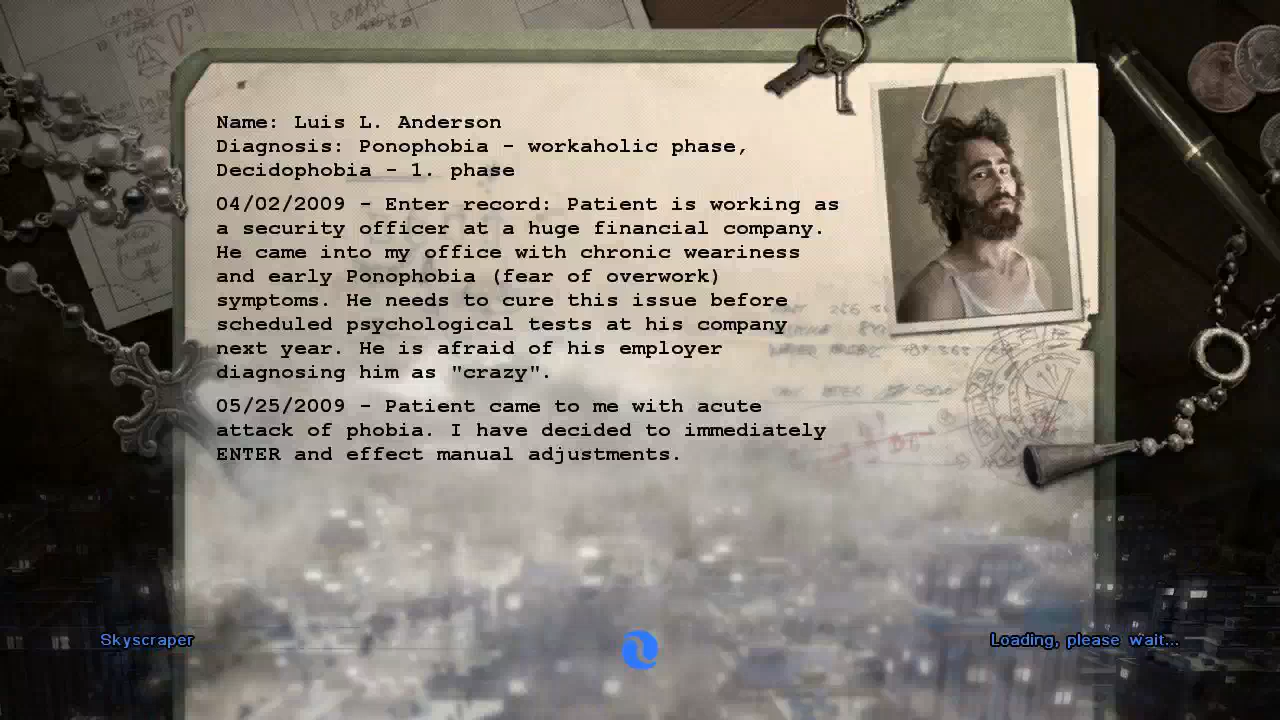 Name: Luis L. Anderson
Diagnosis: Ponophobia - workaholic phase,
Decidophobia - 1. phase
04/02/2009 - Enter record: Patient is working as
a security officer at a huge financial company.
He came into my office with chronic weariness
and early Ponophobia (fear of overwork)
symptoms. He needs to cure this issue before
scheduled psychological tests at his company
next year. He is afraid of his employer
diagnosing him as "crazy".
05/25/2009 - Patient came to me with acute
attack of phobia. I have decided to immediately
ENTER and effect manual adjustments.
Skyscraper
Loading, please wait...